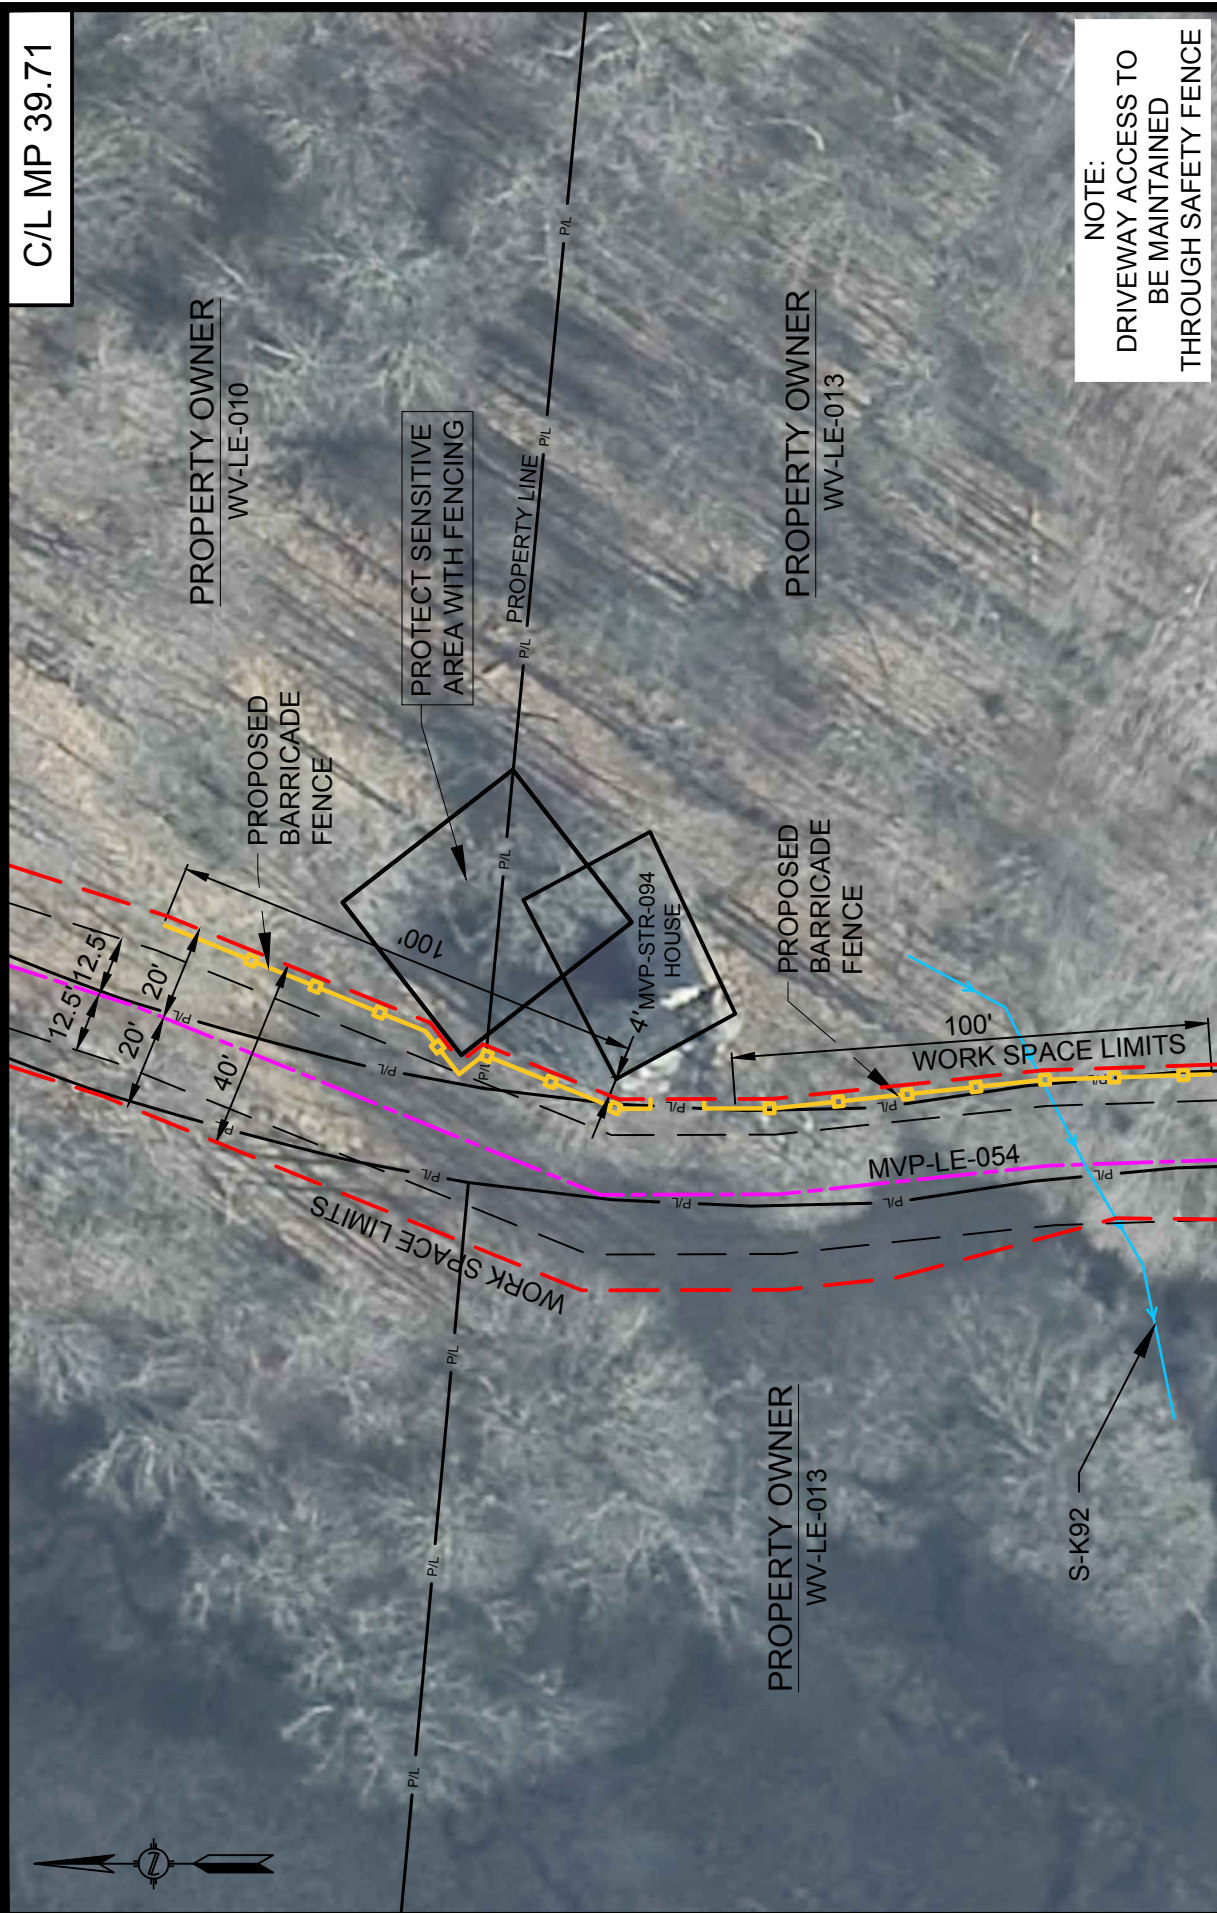 C/L MP 39.71
NOTE:
DRIVEWAY ACCESS TO
BE MAINTAINED
THROUGH SAFETY FENCE
PROPERTY OWNER
WV-LE-010
PROPERTY OWNER
WV-LE-013
PROTECT SENSITIVE
AREA WITH FENCING
PROPERTY LINE
P/L
P/L
P/L
P/L
PROPOSED
BARRICADE
FENCE
PROPOSED
BARRICADE
FENCE
12.5'
12.5'
20'
20'
40'
100'
4'
MVP-STR-094
HOUSE
100'
WORK SPACE LIMITS
MVP-LE-054
WORK SPACE LIMITS
P/L
P/L
P/L
P/L
P/L
P/L
P/L
P/L
P/L
P/L
P/L
P/L
P/L
P/L
PROPERTY OWNER
WV-LE-013
S-K92
N